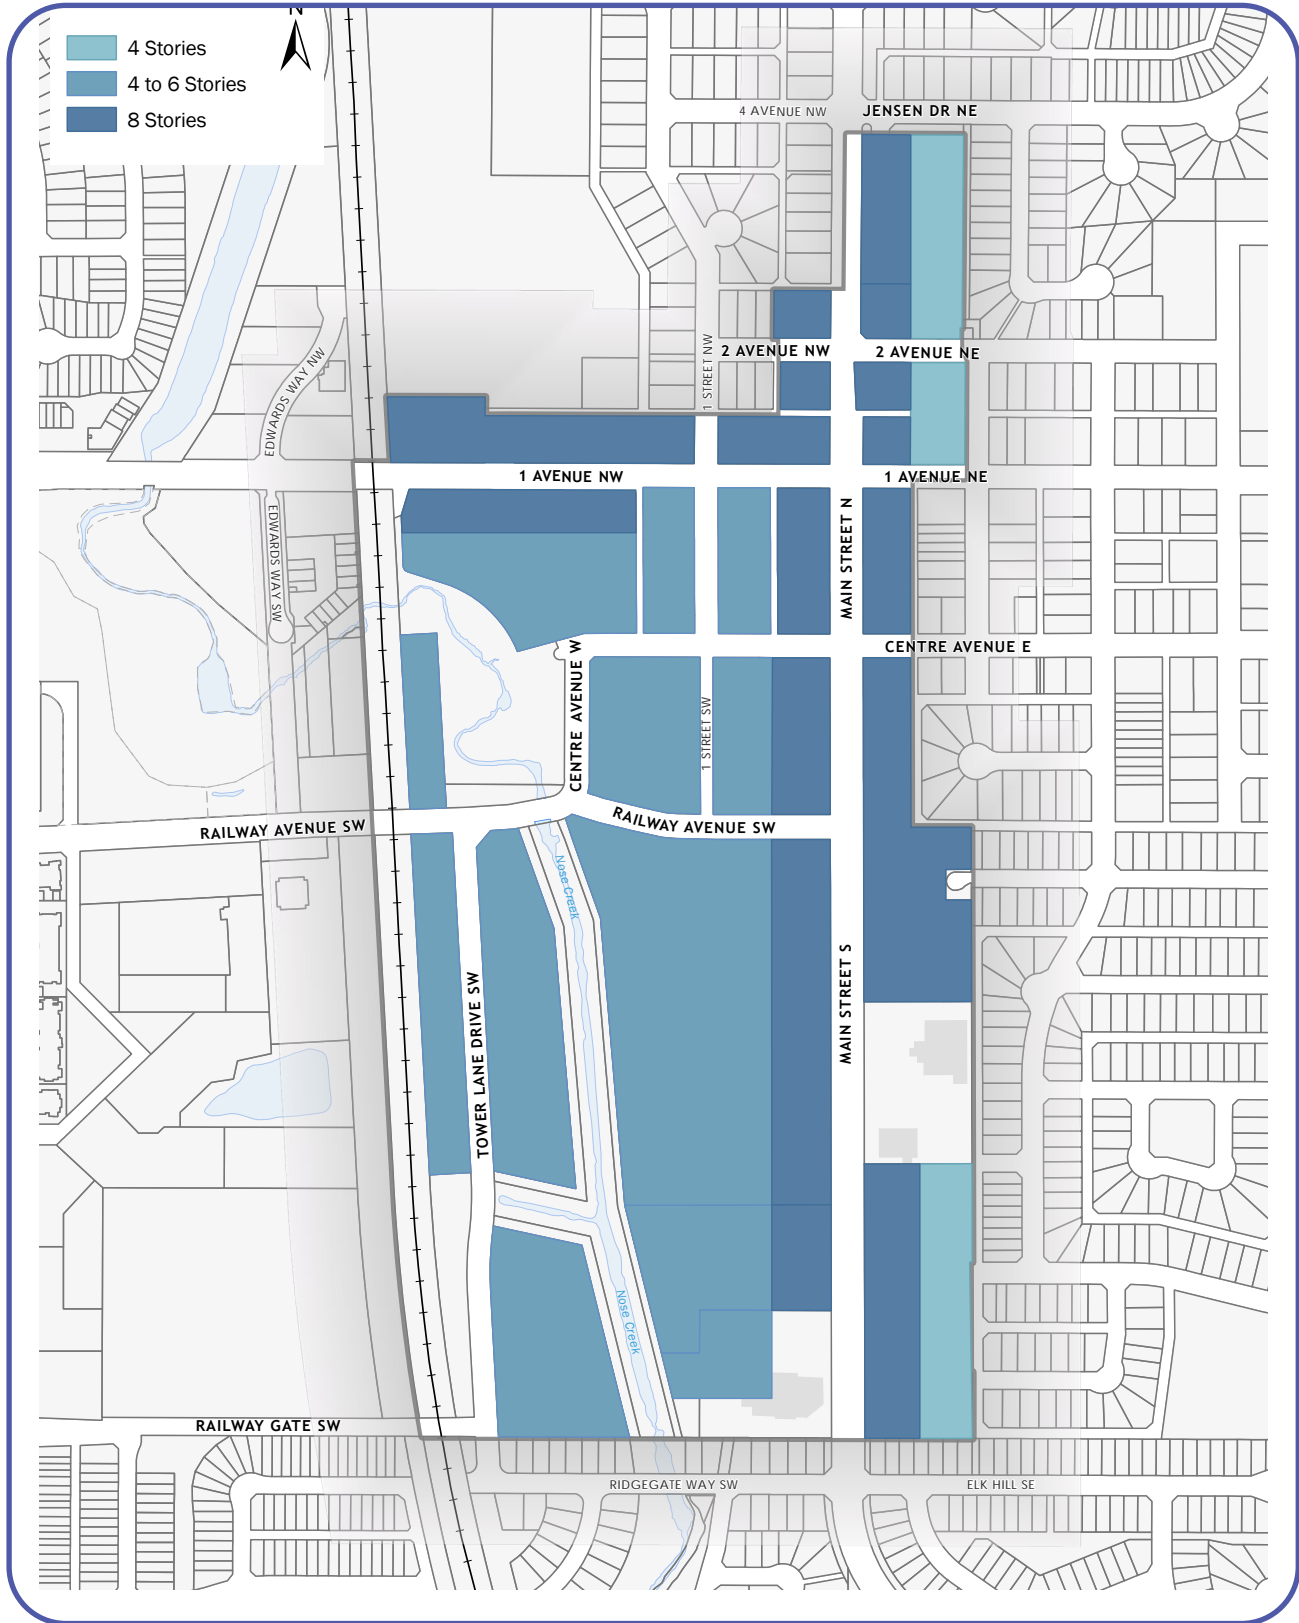 N
4 Stories
4 to 6 Stories
8 Stories
4 AVENUE NW
JENSEN DR NE
1 STREET NW
2 AVENUE NW
2 AVENUE NE
EDWARDS WAY NW
1 AVENUE NW
1 AVENUE NE
EDWARDS WAY SW
MAIN STREET N
CENTRE AVENUE E
CENTRE AVENUE W
1 STREET SW
RAILWAY AVENUE SW
RAILWAY AVENUE SW
Nose Creek
TOWER LANE DRIVE SW
MAIN STREET S
Nose Creek
RAILWAY GATE SW
RIDGEGATE WAY SW
ELK HILL SE